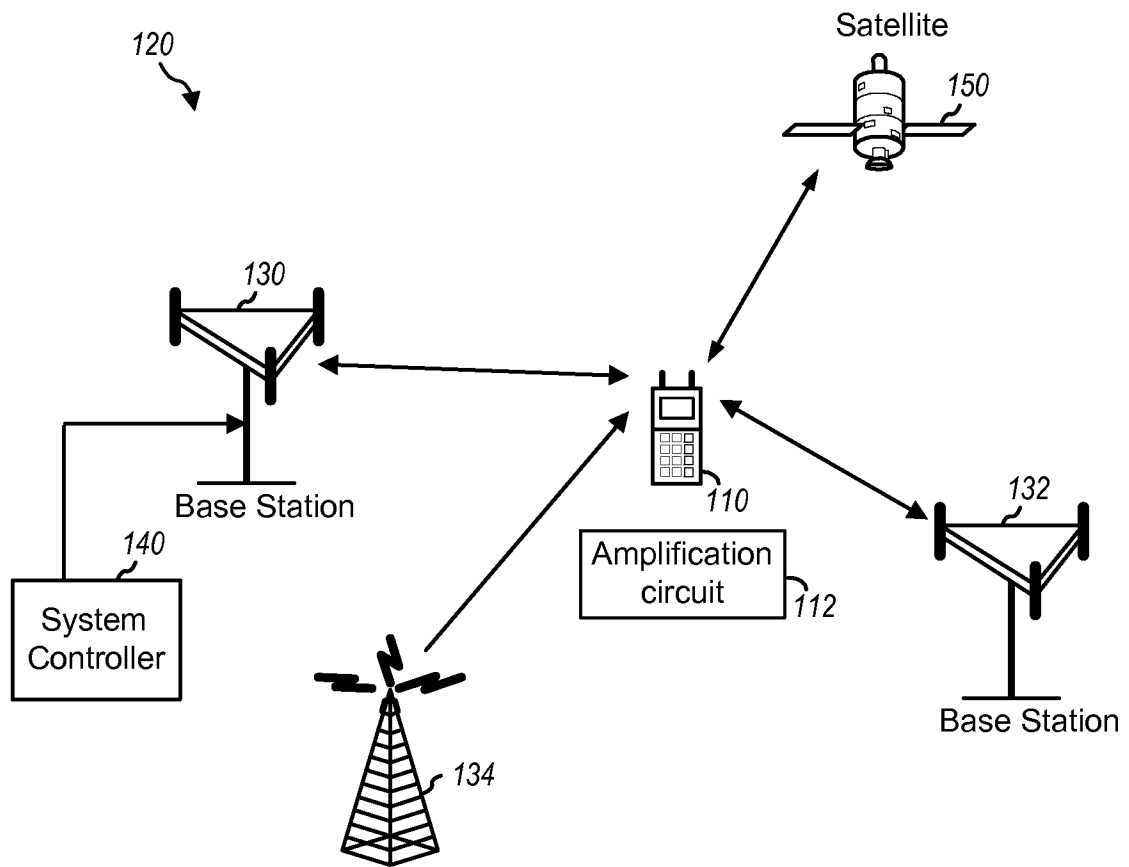 120
Satellite
150
130
Base Station
110
132
Amplification
circuit
112
140
System
Controller
Base Station
134